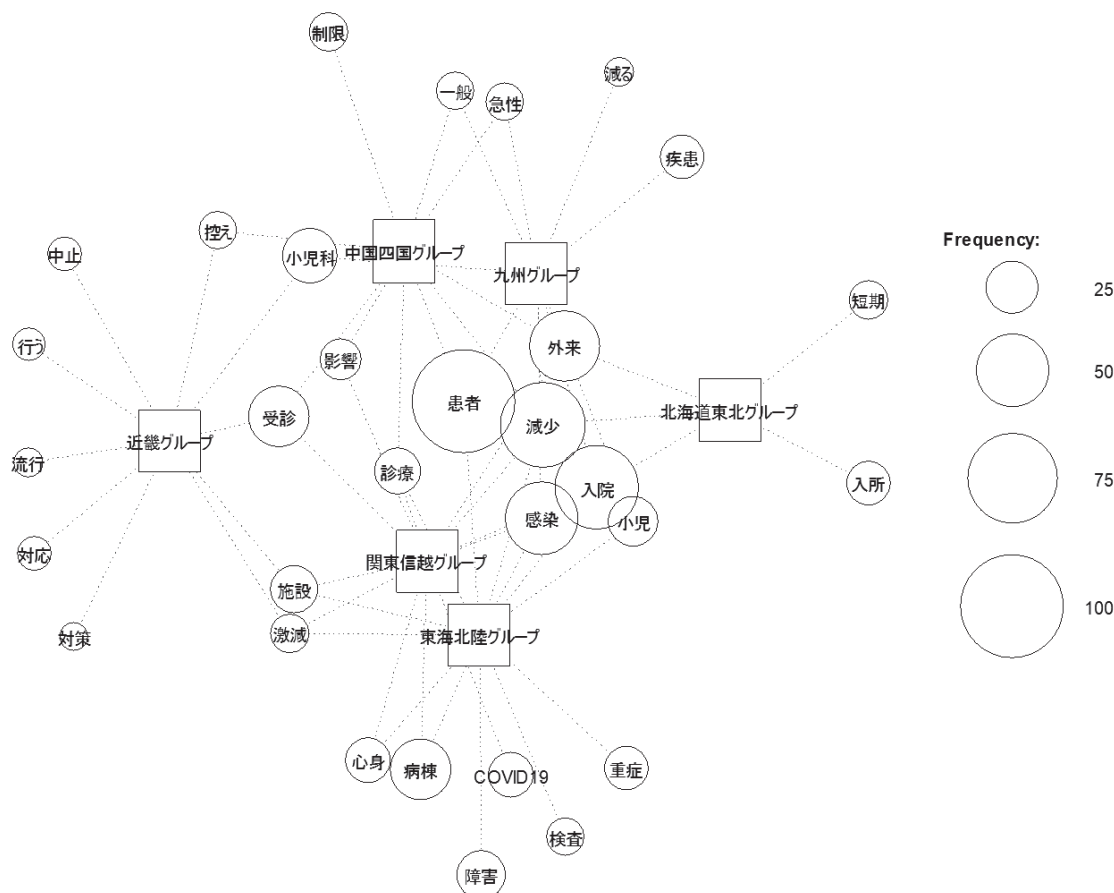 制限
減る
一般
急性
疾患
控え
中止
小児科
中国四国グループ
九州グループ
Frequency:
25
短期
行う
影響
外来
50
患者
受診
減少
北海道東北グループ
近畿グループ
流行
診療
入院
入所
75
感染
小児
対応
関東信越グループ
施設
100
激減
対策
東海北陸グループ
心身
病棟
COVID19
重症
検査
障害